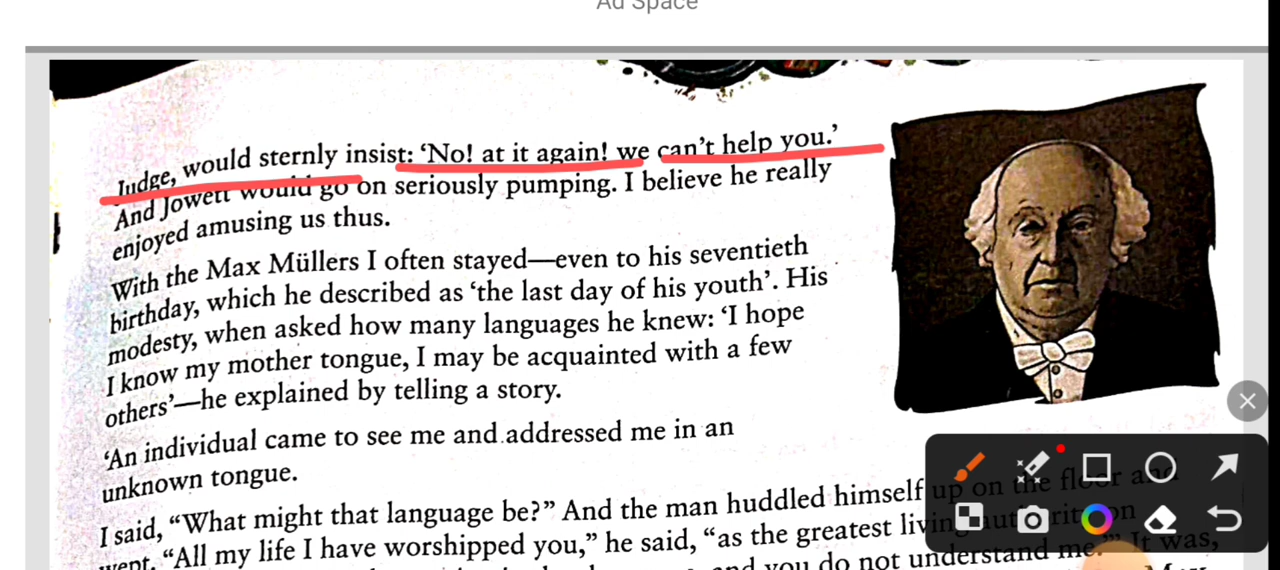 Ad Space
Judge, would sternly insist: ‘No! at it again! we can’t help you.’
And Jowett would go on seriously pumping. I believe he really
enjoyed amusing us thus.
With the Max Müllers I often stayed—even to his seventieth
birthday, which he described as ‘the last day of his youth’. His
modesty, when asked how many languages he knew: ‘I hope
I know my mother tongue, I may be acquainted with a few
others’—he explained by telling a story.
‘An individual came to see me and addressed me in an
unknown tongue.
I said, “What might that language be?” And the man huddled himself up on the floor and
wept. “All my life I have worshipped you,” he said, “as the greatest living authority on
and you do not understand me.”’ It was,